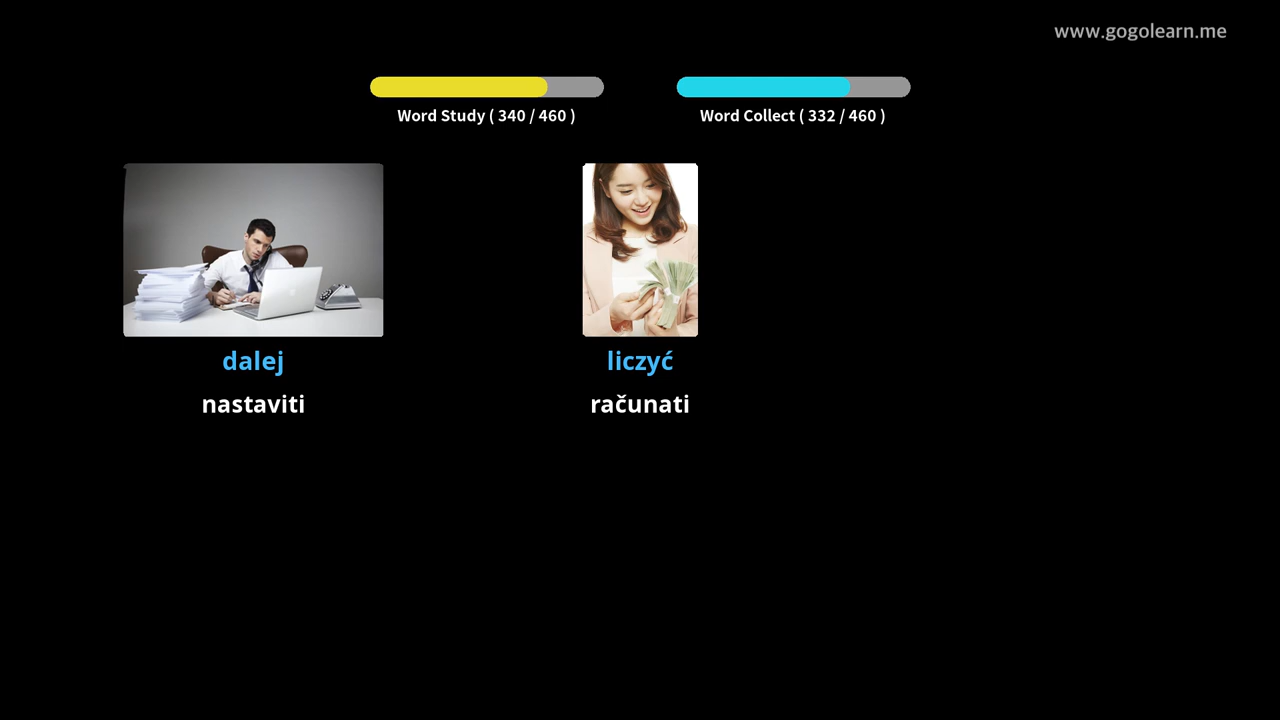 www.gogolearn.me
Word Study ( 340 / 460 )
Word Collect ( 332 / 460 )
dalej
liczyć
nastaviti
računati